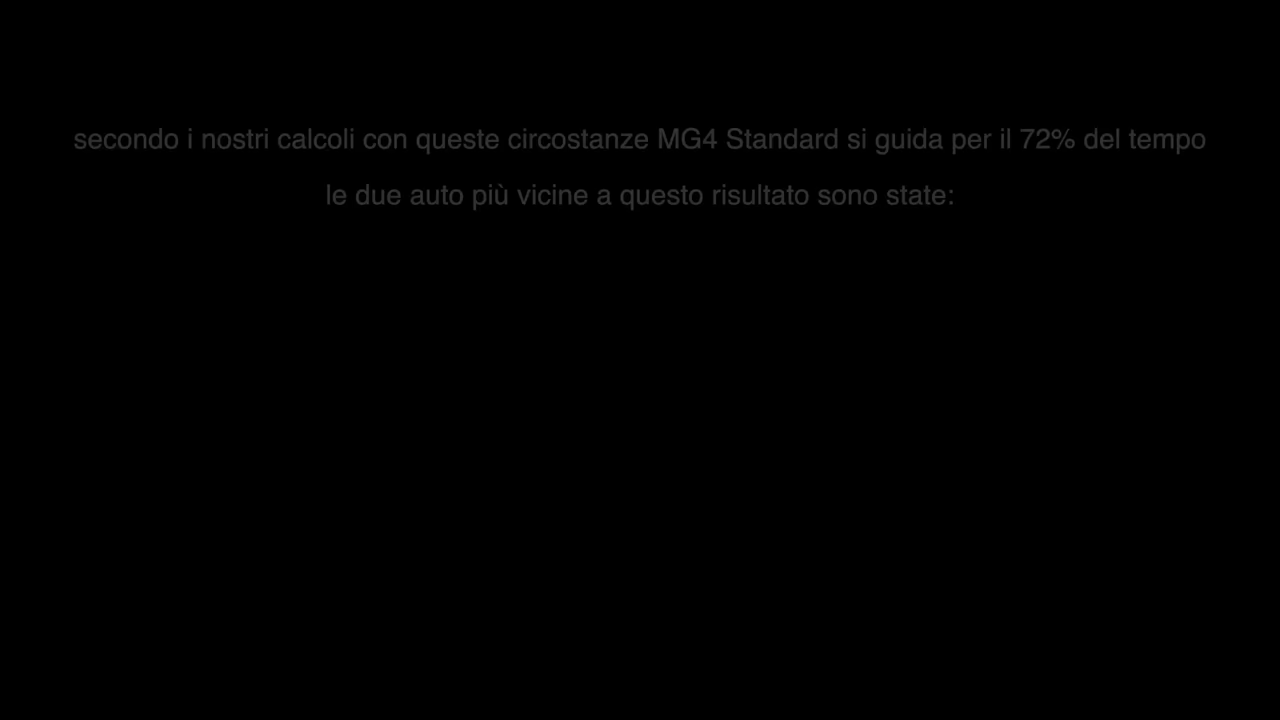 secondo i nostri calcoli con queste circostanze MG4 Standard si guida per il 72% del tempo
le due auto più vicine a questo risultato sono state: